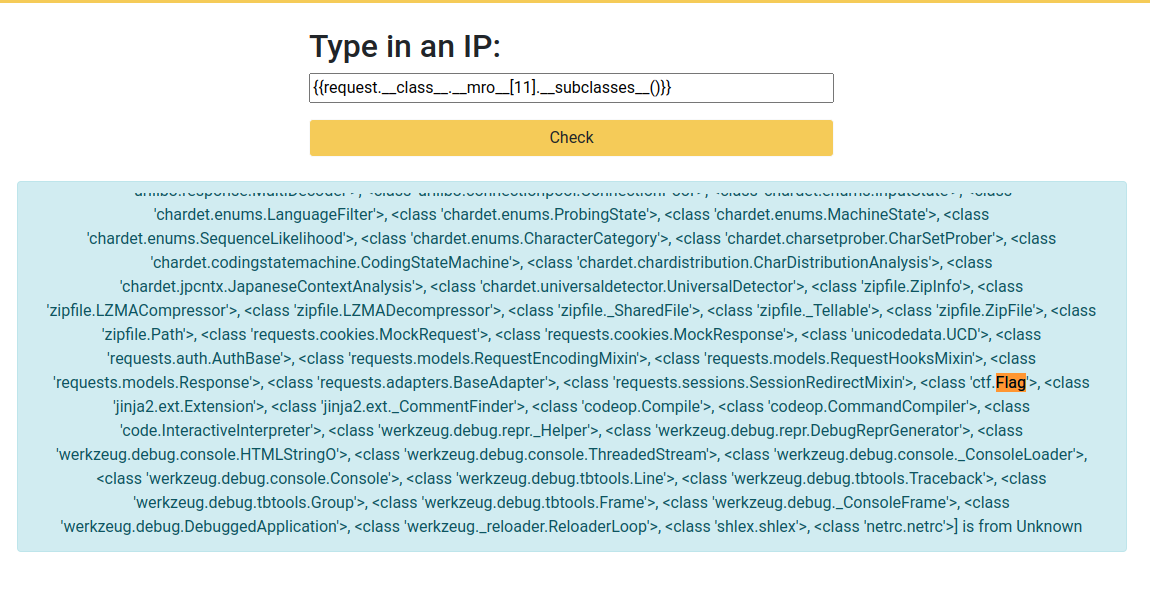 Type in an IP:
{{request.__class__.__mro__[11].__subclasses__()}}
Check
'chardet.enums.LanguageFilter'>, <class 'chardet.enums.ProbingState'>, <class 'chardet.enums.MachineState'>, <class
'chardet.enums.SequenceLikelihood'>, <class 'chardet.enums.CharacterCategory'>, <class 'chardet.charsetprober.CharSetProber'>, <class
'chardet.codingstatemachine.CodingStateMachine'>, <class 'chardet.chardistribution.CharDistributionAnalysis'>, <class
'chardet.jpcntx.JapaneseContextAnalysis'>, <class 'chardet.universaldetector.UniversalDetector'>, <class 'zipfile.ZipInfo'>, <class
'zipfile.LZMACompressor'>, <class 'zipfile.LZMADecompressor'>, <class 'zipfile._SharedFile'>, <class 'zipfile._Tellable'>, <class 'zipfile.ZipFile'>, <class
'zipfile.Path'>, <class 'requests.cookies.MockRequest'>, <class 'requests.cookies.MockResponse'>, <class 'unicodedata.UCD'>, <class
'requests.auth.AuthBase'>, <class 'requests.models.RequestEncodingMixin'>, <class 'requests.models.RequestHooksMixin'>, <class
'requests.models.Response'>, <class 'requests.adapters.BaseAdapter'>, <class 'requests.sessions.SessionRedirectMixin'>, <class 'ctf.Flag'>, <class
'jinja2.ext.Extension'>, <class 'jinja2.ext._CommentFinder'>, <class 'codeop.Compile'>, <class 'codeop.CommandCompiler'>, <class
'code.InteractiveInterpreter'>, <class 'werkzeug.debug.repr._Helper'>, <class 'werkzeug.debug.repr.DebugReprGenerator'>, <class
'werkzeug.debug.console.HTMLStringO'>, <class 'werkzeug.debug.console.ThreadedStream'>, <class 'werkzeug.debug.console._ConsoleLoader'>,
<class 'werkzeug.debug.console.Console'>, <class 'werkzeug.debug.tbtools.Line'>, <class 'werkzeug.debug.tbtools.Traceback'>, <class
'werkzeug.debug.tbtools.Group'>, <class 'werkzeug.debug.tbtools.Frame'>, <class 'werkzeug.debug._ConsoleFrame'>, <class
'werkzeug.debug.DebuggedApplication'>, <class 'werkzeug._reloader.ReloaderLoop'>, <class 'shlex.shlex'>, <class 'netrc.netrc'>] is from Unknown